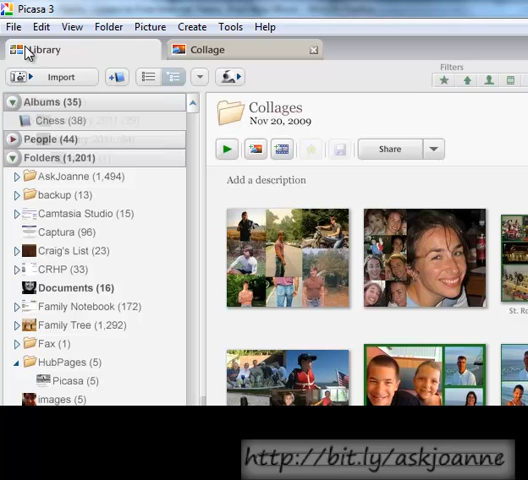 Picasa 3
File Edit View Folder Picture Create Tools Help
Library Collage
Import Filters
Albums (35)
Chess (38)
People (44)
Folders (1,201)
AskJoanne (1,494)
backup (13)
Camtasia Studio (15)
Captura (96)
Craig's List (23)
CRHP (33)
Documents (16)
Family Notebook (172)
Family Tree (1,292)
Fax (1)
HubPages (5)
Picasa (5)
images (5)
Collages
Nov 20, 2009
Share
Add a description
St. Ro
http://bit.ly/askjoanne